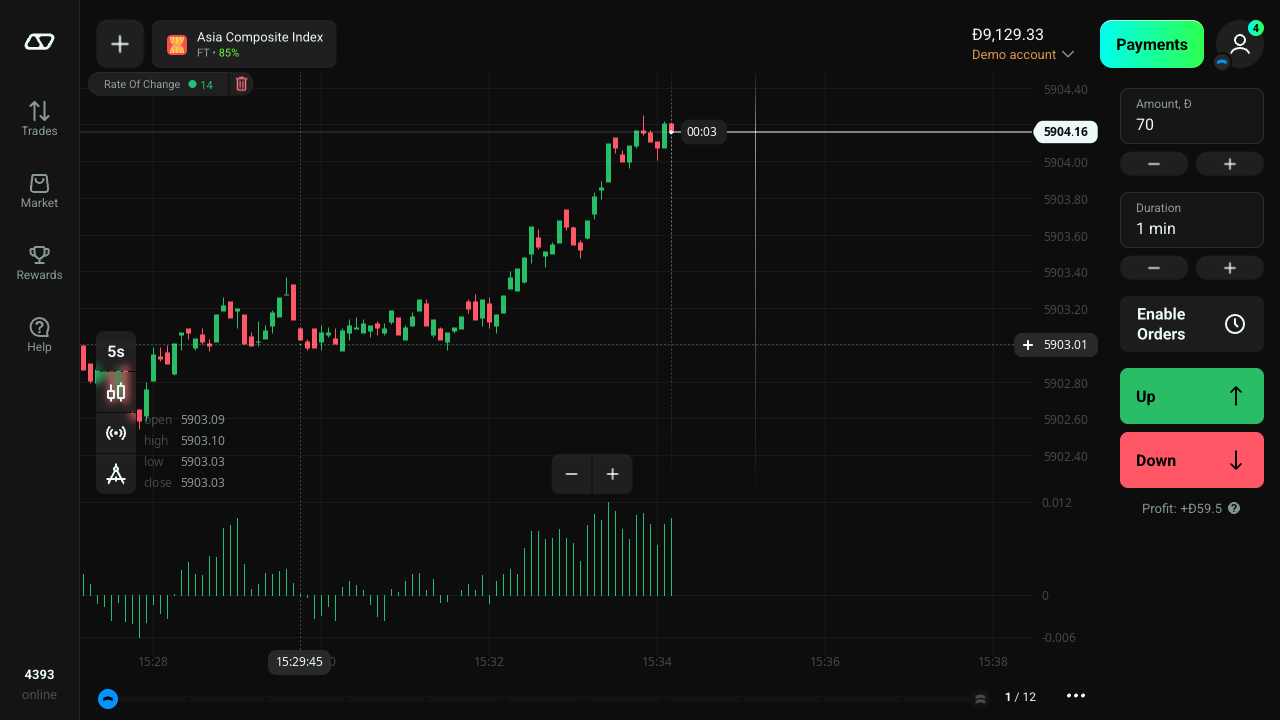 Asia Composite Index
FT • 85%
Đ9,129.33
Demo account
Payments
4
Rate Of Change
14
Trades
Market
Rewards
Help
4393
online
5904.40
5904.16
5904.00
5903.80
5903.60
5903.40
5903.20
5903.01
5902.80
5902.60
5902.40
00:03
5s
open 5903.09
high 5903.10
low 5903.03
close 5903.03
0.012
0
-0.006
15:28
15:29:45
15:32
15:34
15:36
15:38
1 / 12
Amount, Đ
70
Duration
1 min
Enable
Orders
Up
Down
Profit: +Đ59.5